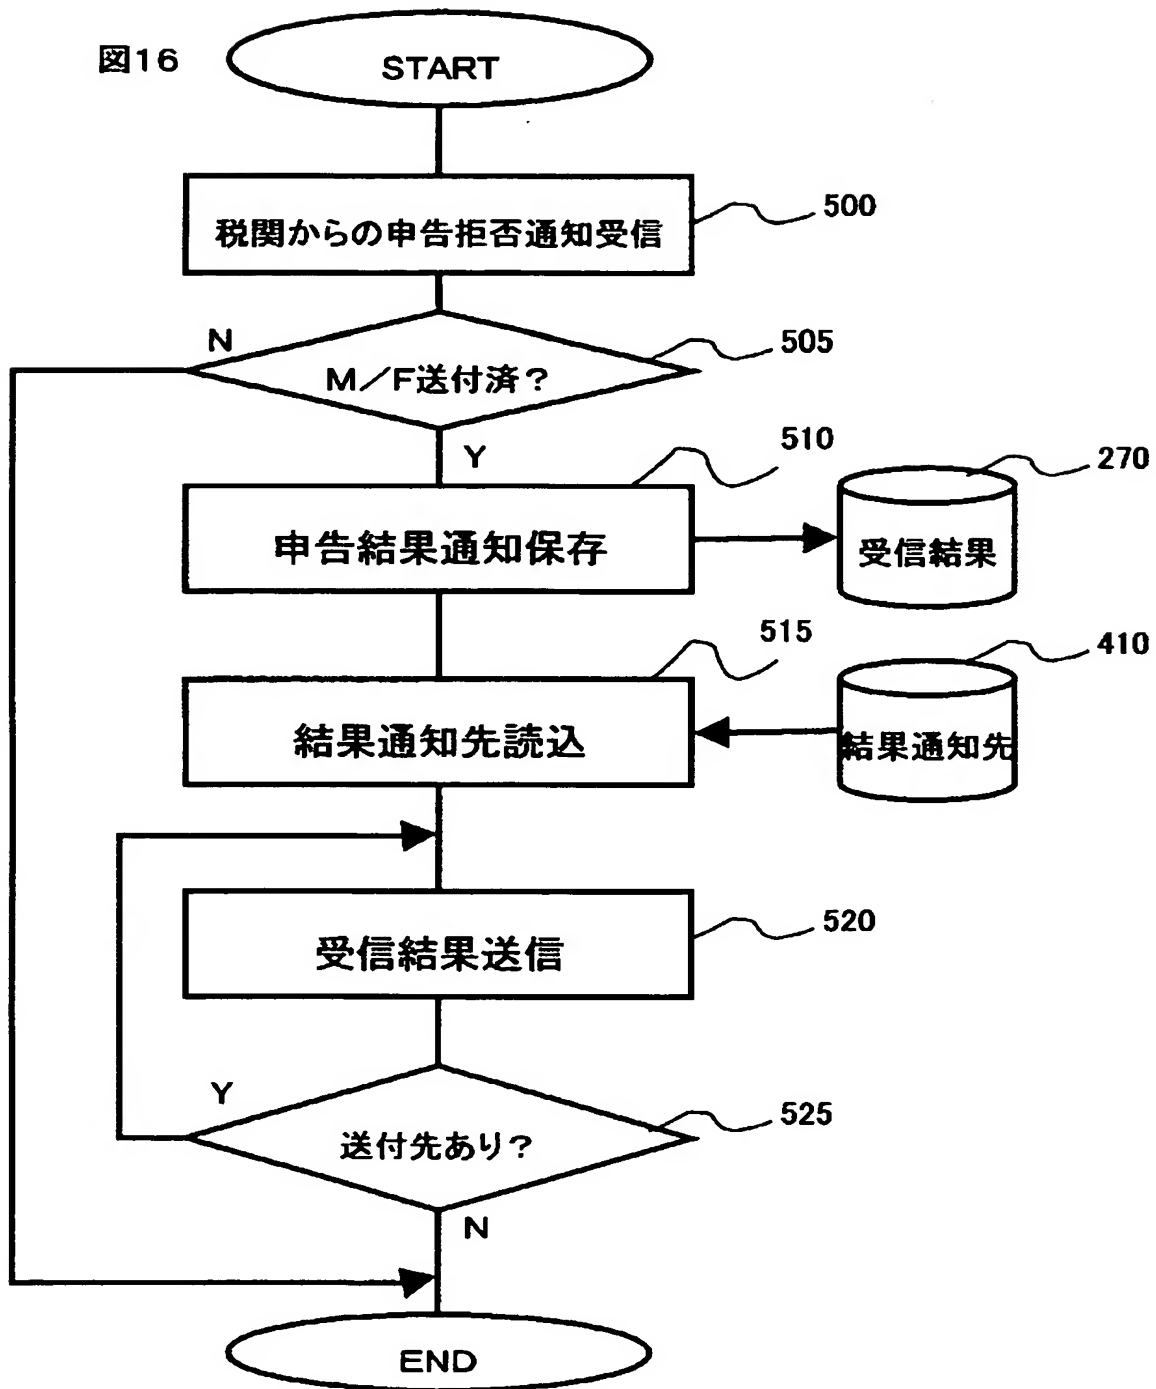 図16
START
税関からの申告拒否通知受信
500
N
M/F送付済?
505
Y
510
申告結果通知保存
270
受信結果
515
結果通知先読込
410
結果通知先
受信結果送信
520
Y
送付先あり?
525
N
END